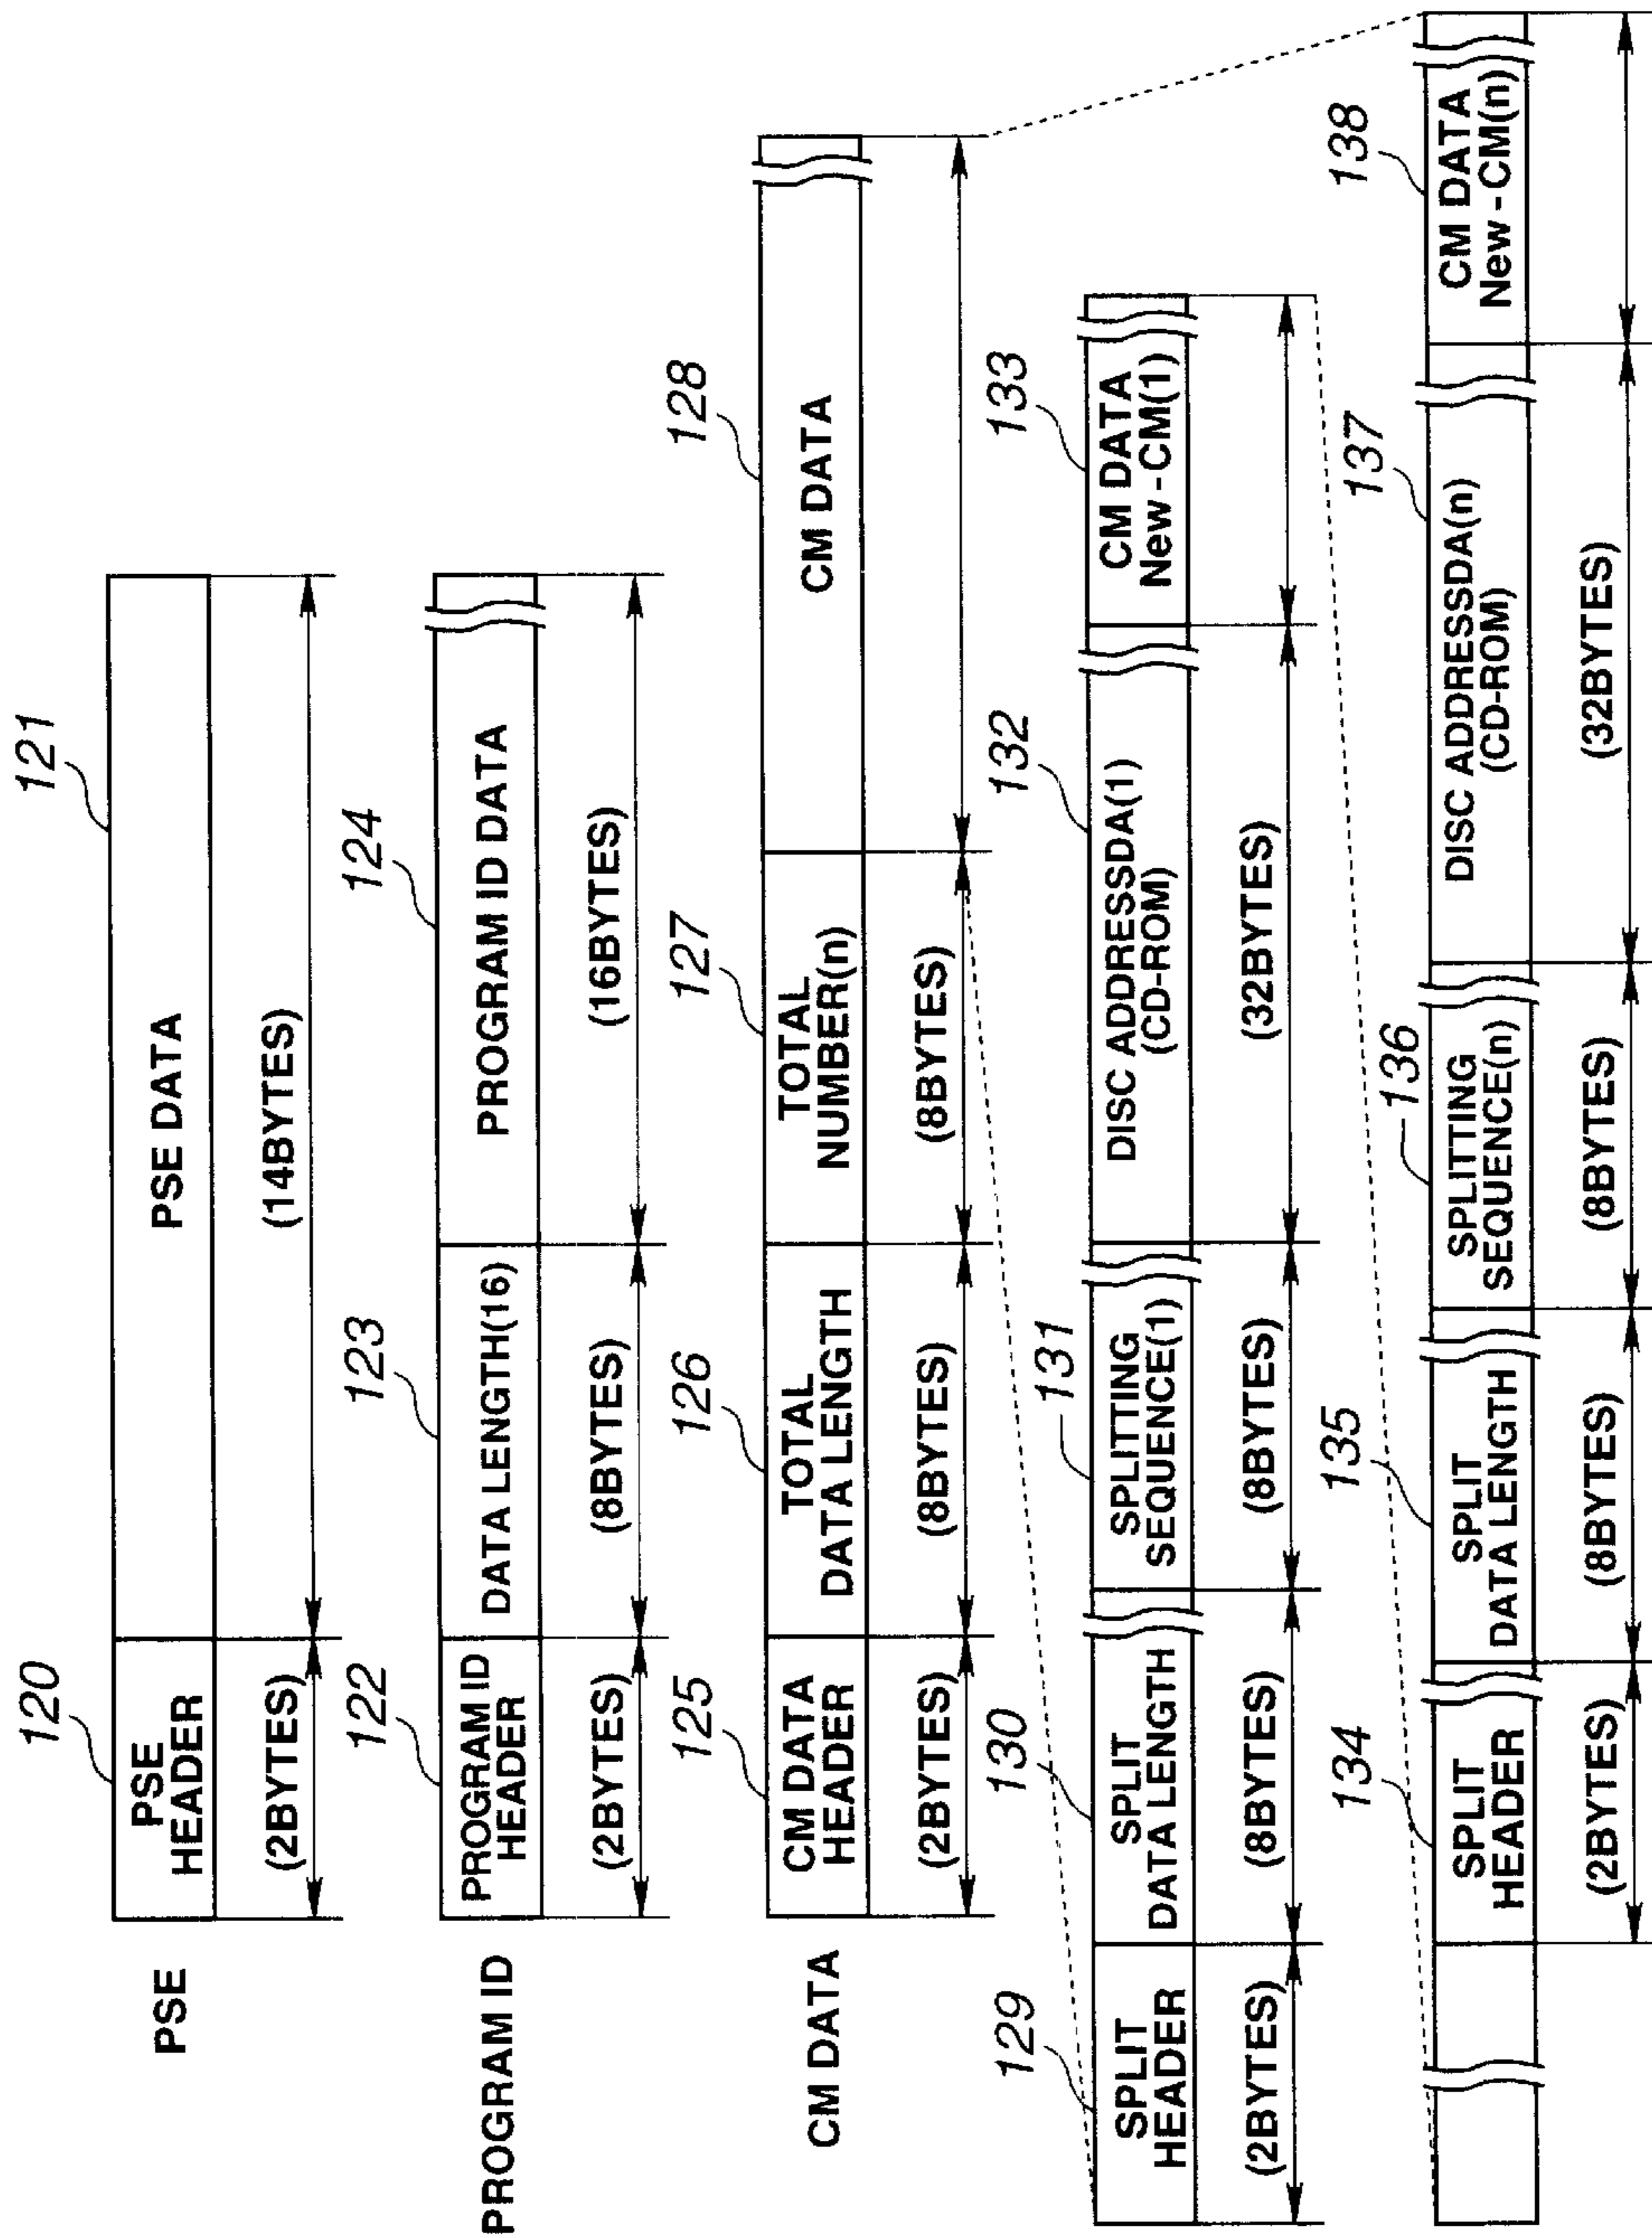 PSE
120
PSE
HEADER
(2BYTES)
121
PSE DATA
(14BYTES)
PROGRAM ID
122
PROGRAM ID
HEADER
(2BYTES)
123
DATA LENGTH(16)
(8BYTES)
124
PROGRAM ID DATA
(16BYTES)
CM DATA
125
CM DATA
HEADER
(2BYTES)
126
TOTAL
DATA LENGTH
(8BYTES)
127
TOTAL
NUMBER(n)
(8BYTES)
128
CM DATA
129
SPLIT
HEADER
(2BYTES)
130
SPLIT
DATA LENGTH
(8BYTES)
131
SPLITTING
SEQUENCE(1)
(8BYTES)
132
DISC ADDRESSDA(1)
(CD-ROM)
(32BYTES)
133
CM DATA
New-CM(1)
134
SPLIT
HEADER
(2BYTES)
135
SPLIT
DATA LENGTH
(8BYTES)
136
SPLITTING
SEQUENCE(n)
(8BYTES)
137
DISC ADDRESSDA(n)
(CD-ROM)
(32BYTES)
138
CM DATA
New-CM(n)